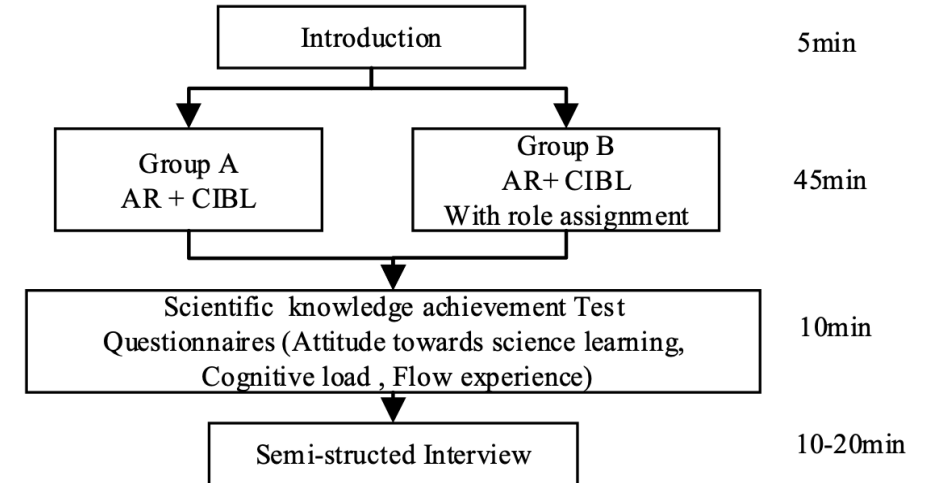 Introduction
5min
Group A
AR + CIBL
Group B
AR+ CIBL
With role assignment
45min
Scientific knowledge achievement Test
Questionnaires (Attitude towards science learning,
Cognitive load , Flow experience)
10min
Semi-structed Interview
10-20min